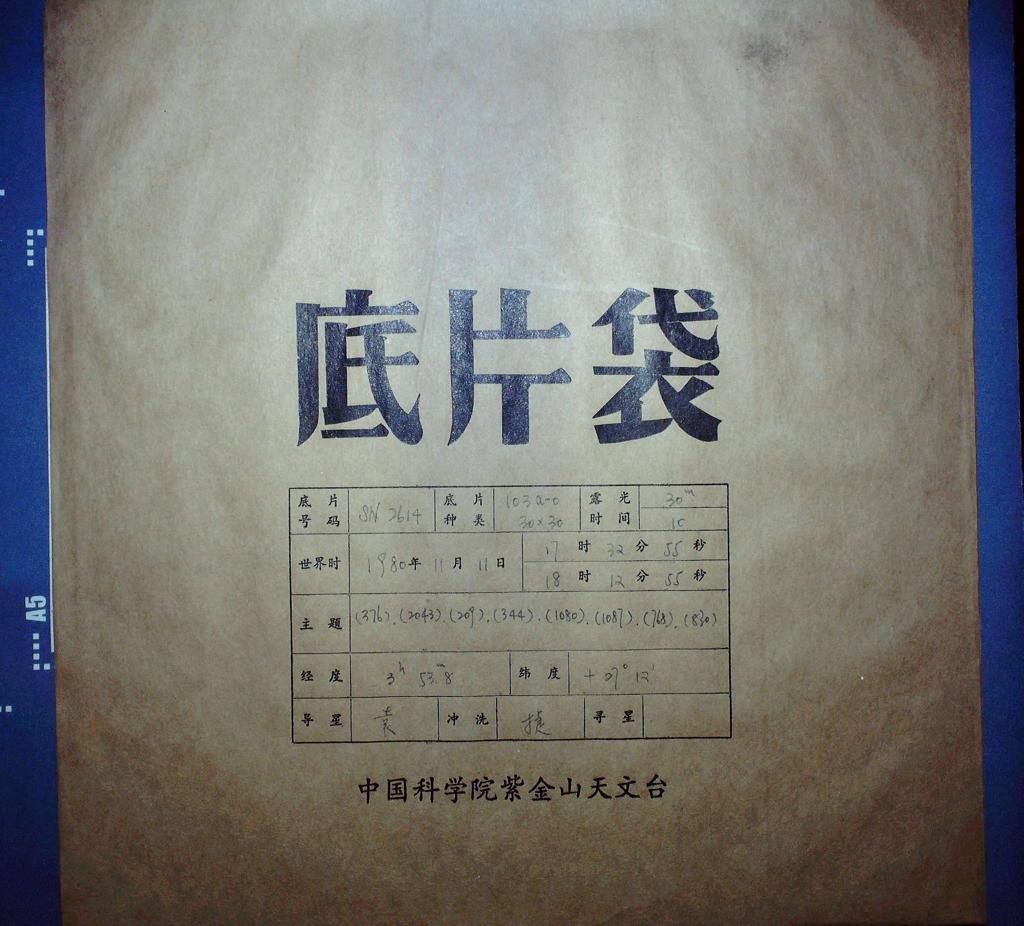 底片袋
底片号码 SN 2614 底片种类 103a-0 30×30 露光时间 30m 10
世界时 1980年 11月 11日 17时 32分 55秒
18时 12分 55秒
主题 (376).(2043).(209).(344).(1080).(1087).(768).(830)
经度 3h 53m.8 纬度 +07° 12'
导星 袁 冲洗 捷 寻星
中国科学院紫金山天文台
A5